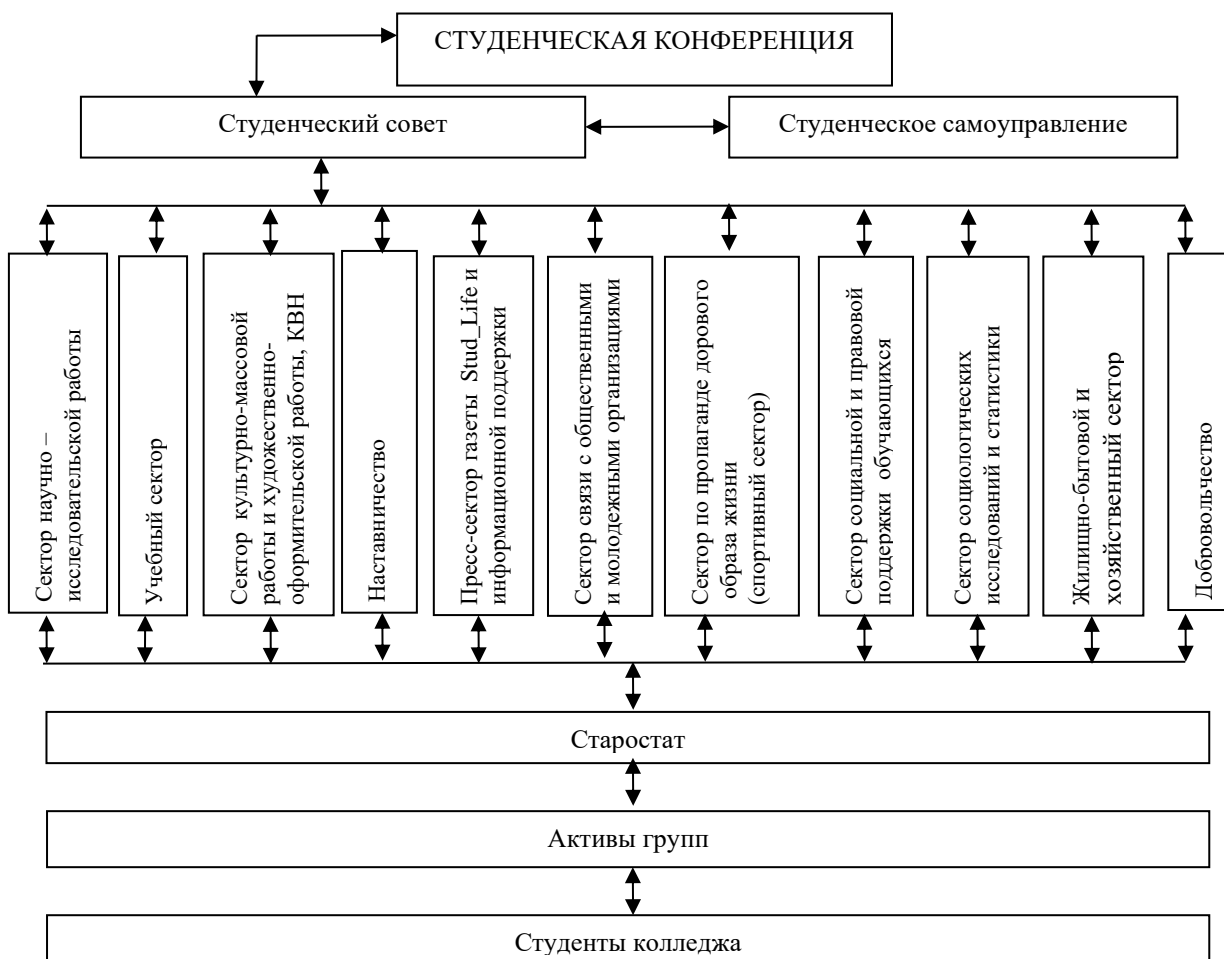 СТУДЕНЧЕСКАЯ КОНФЕРЕНЦИЯ
Студенческий совет
Студенческое самоуправление
Сектор научно –
исследовательской работы
Учебный сектор
Сектор культурно-массовой
работы и художественно-
оформительской работы, КВН
Наставничество
Пресс-сектор газеты Stud_Life и
информационной поддержки
Сектор связи с общественными
и молодежными организациями
Сектор по пропаганде дорового
образа жизни
(спортивный сектор)
Сектор социальной и правовой
поддержки обучающихся
Сектор социологических
исследований и статистики
Жилищно-бытовой и
хозяйственный сектор
Добровольчество
Старостат
Активы групп
Студенты колледжа